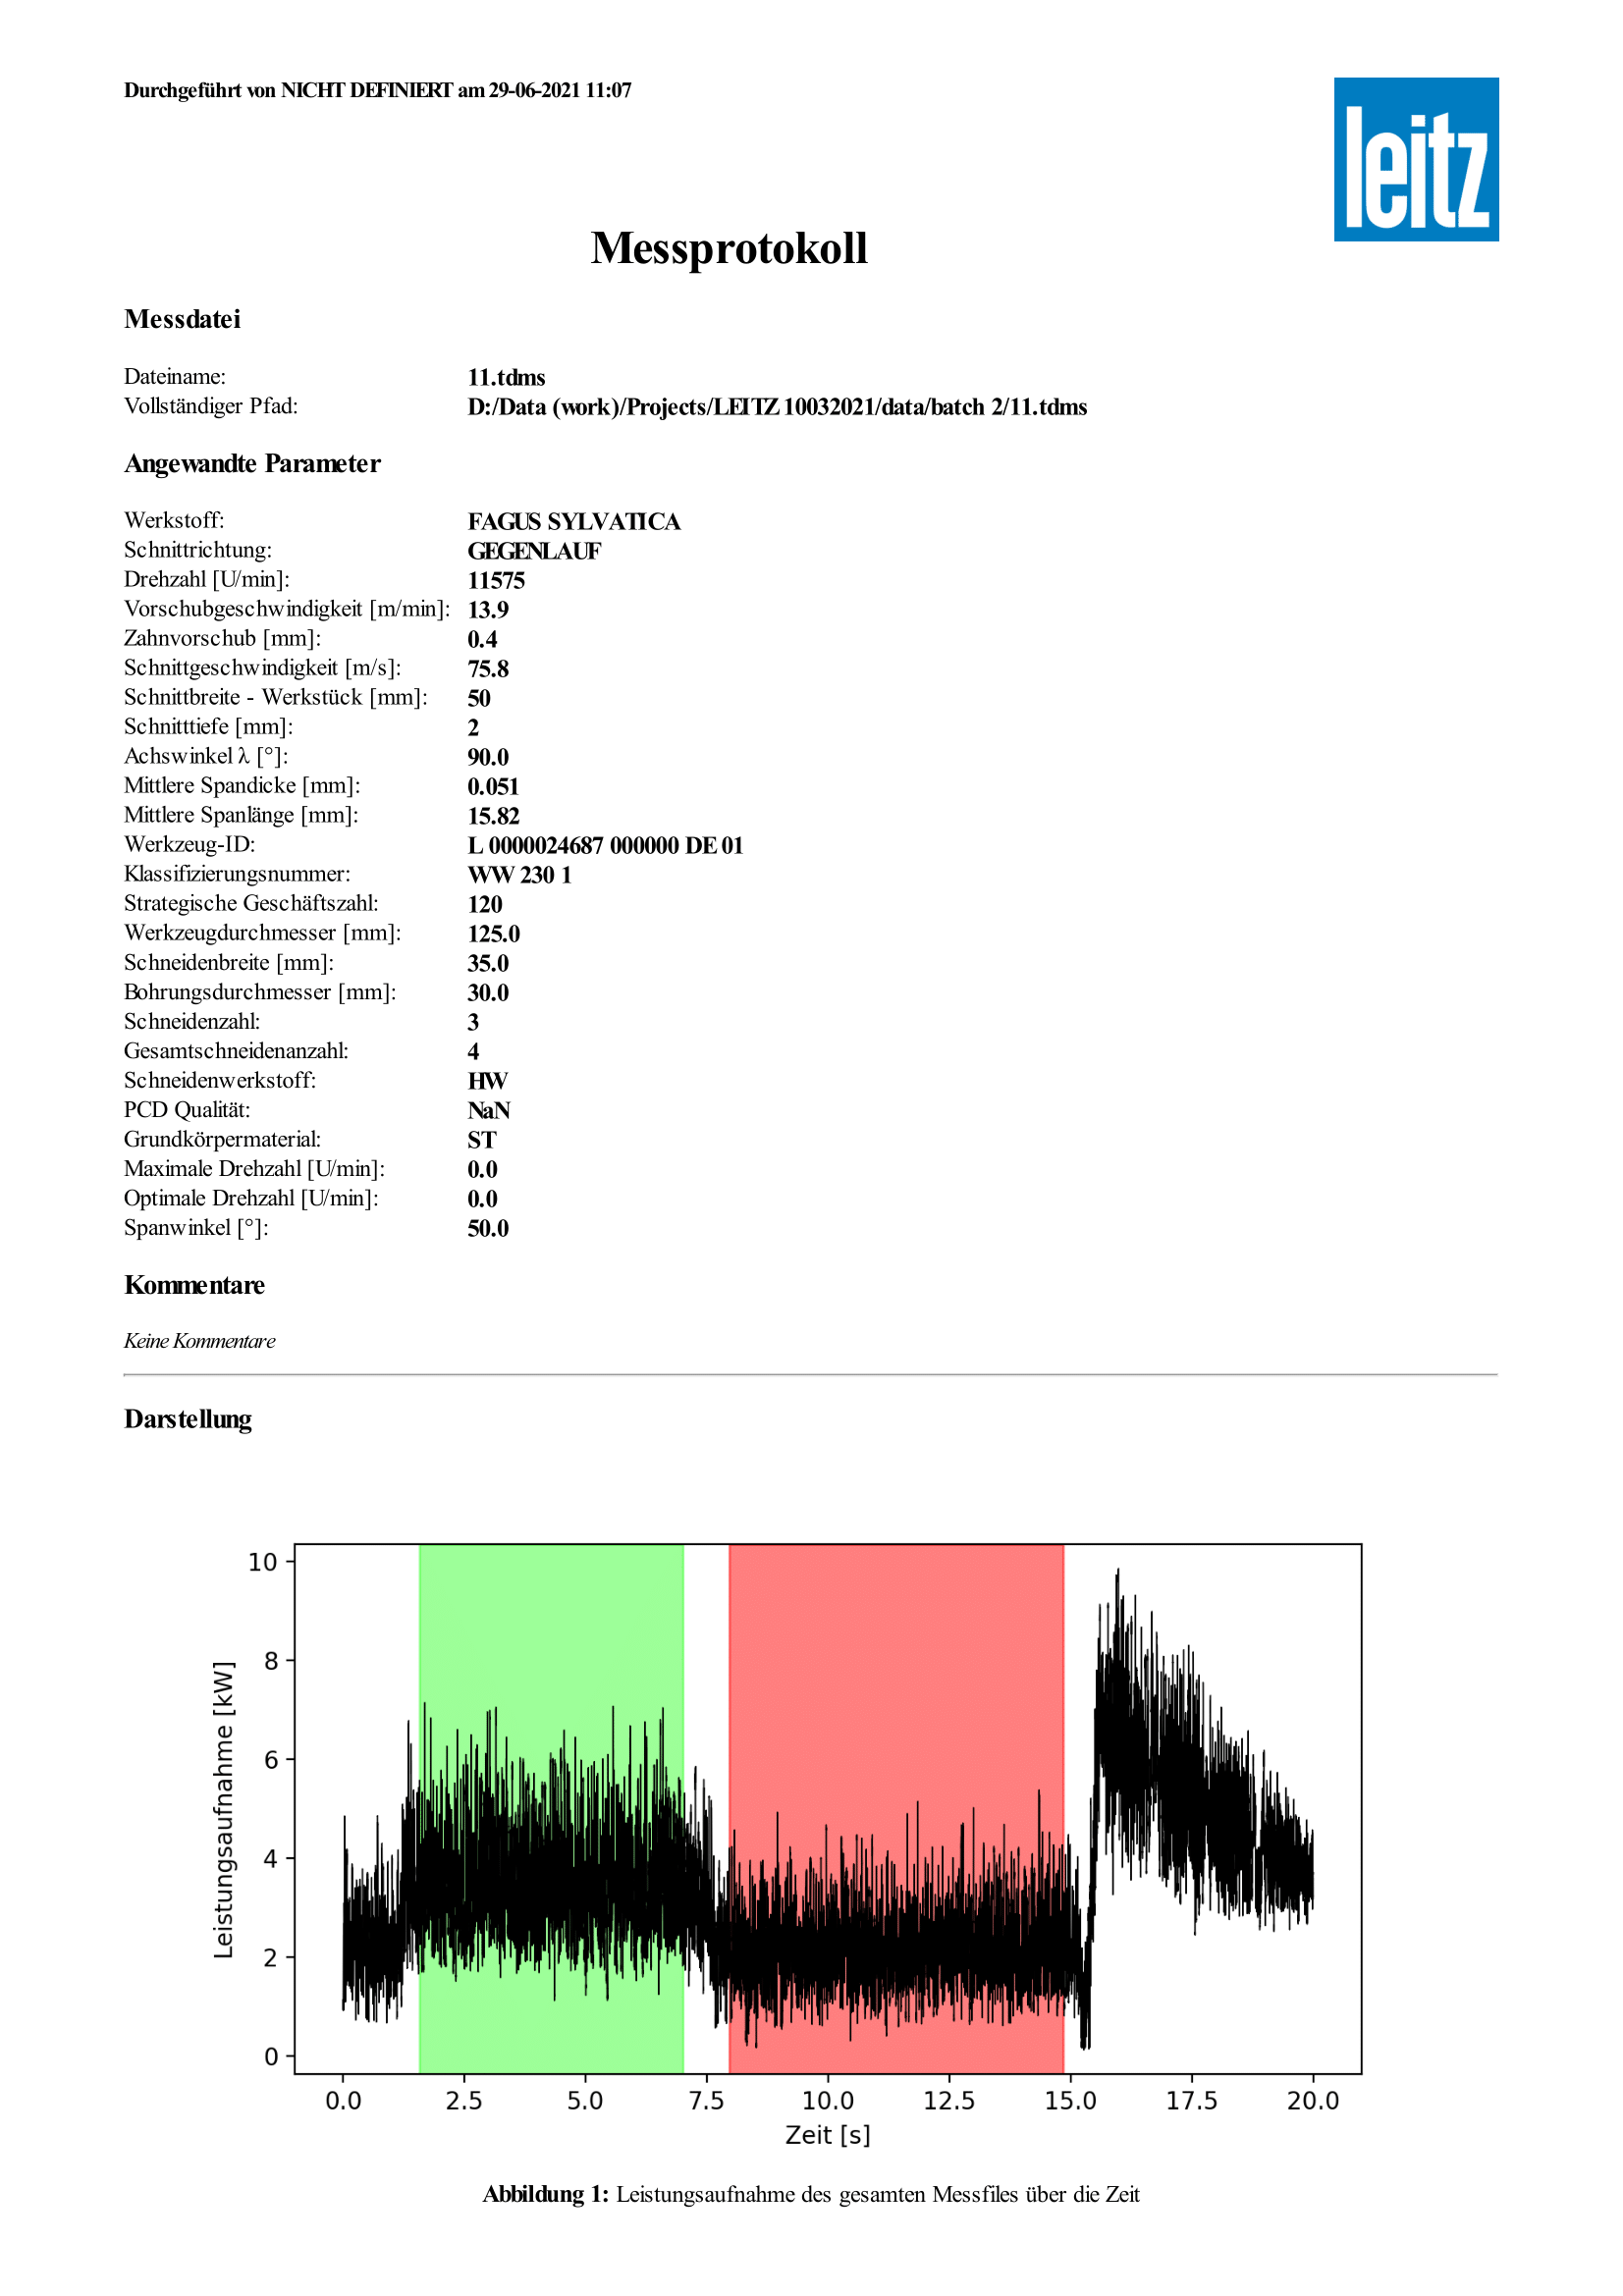 Durchgeführt von NICHT DEFINIERT am 29-06-2021 11:07
leitz
Messprotokoll
Messdatei
Dateiname: 11.tdms
Vollständiger Pfad: D:/Data (work)/Projects/LEITZ 10032021/data/batch 2/11.tdms
Angewandte Parameter
Werkstoff: FAGUS SYLVATICA
Schnittrichtung: GEGENLAUF
Drehzahl [U/min]: 11575
Vorschubgeschwindigkeit [m/min]: 13.9
Zahnvorschub [mm]: 0.4
Schnittgeschwindigkeit [m/s]: 75.8
Schnittbreite - Werkstück [mm]: 50
Schnitttiefe [mm]: 2
Achswinkel λ [°]: 90.0
Mittlere Spandicke [mm]: 0.051
Mittlere Spanlänge [mm]: 15.82
Werkzeug-ID: L 0000024687 000000 DE 01
Klassifizierungsnummer: WW 230 1
Strategische Geschäftszahl: 120
Werkzeugdurchmesser [mm]: 125.0
Schneidenbreite [mm]: 35.0
Bohrungsdurchmesser [mm]: 30.0
Schneidenzahl: 3
Gesamtschneidenanzahl: 4
Schneidenwerkstoff: HW
PCD Qualität: NaN
Grundkörpermaterial: ST
Maximale Drehzahl [U/min]: 0.0
Optimale Drehzahl [U/min]: 0.0
Spanwinkel [°]: 50.0
Kommentare
Keine Kommentare
Darstellung
Leistungsaufnahme [kW]
10
8
6
4
2
0
0.0 2.5 5.0 7.5 10.0 12.5 15.0 17.5 20.0
Zeit [s]
Abbildung 1: Leistungsaufnahme des gesamten Messfiles über die Zeit